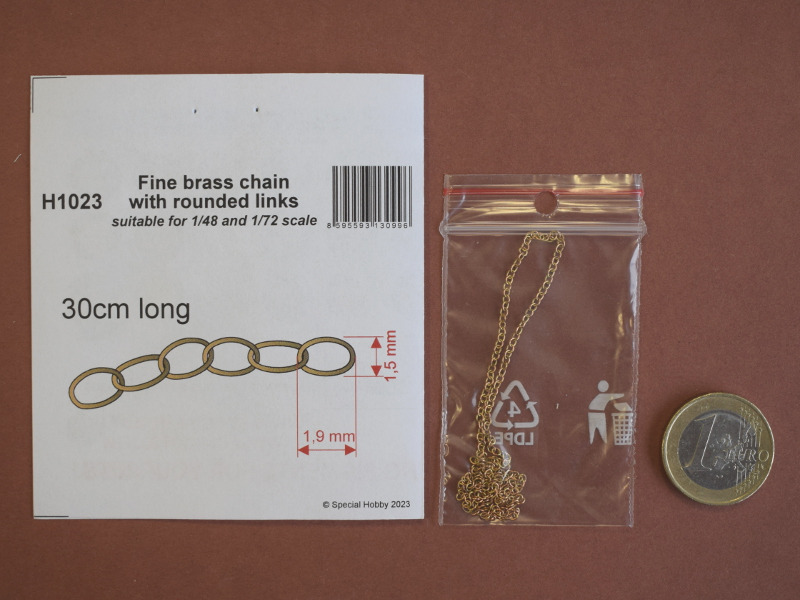 H1023
Fine brass chain
with rounded links
suitable for 1/48 and 1/72 scale
8 595593 130996
30cm long
1,5 mm
1,9 mm
© Special Hobby 2023
4
LDPE
1 EURO